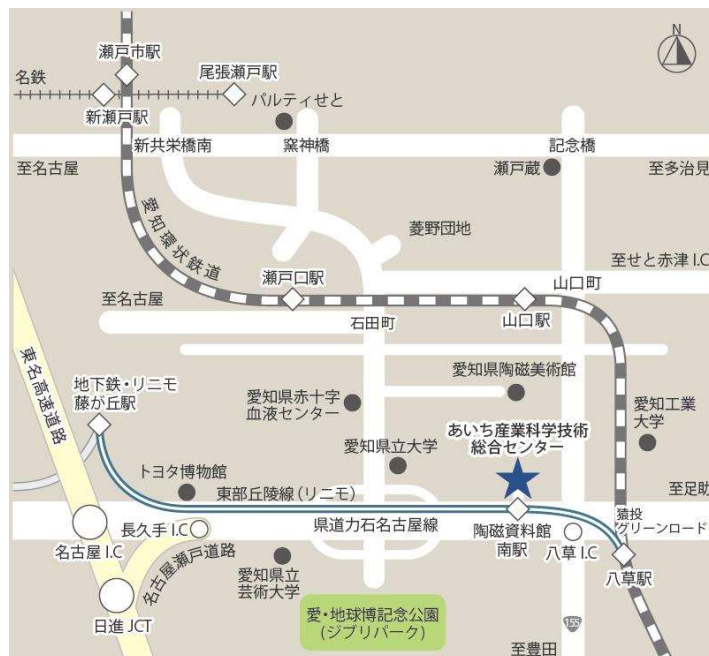 N
瀬戸市駅
名鉄
尾張瀬戸駅
パルティせと
新瀬戸駅
新共栄橋南
窯神橋
記念橋
至名古屋
瀬戸蔵
至多治見
愛知環状鉄道
菱野団地
至せと赤津 I.C
瀬戸口駅
山口町
至名古屋
石田町
山口駅
東名高速道路
地下鉄・リニモ
藤が丘駅
愛知県陶磁美術館
愛知県赤十字
血液センター
愛知工業
大学
あいち産業科学技術
総合センター
愛知県立大学
トヨタ博物館
東部丘陵線(リニモ)
至足助
県道力石名古屋線
猿投
グリーンロード
長久手 I.C
陶磁資料館
南駅
八草 I.C
名古屋 I.C
名古屋瀬戸道路
愛知県立
芸術大学
八草駅
日進 JCT
愛・地球博記念公園
(ジブリパーク)
155
至豊田